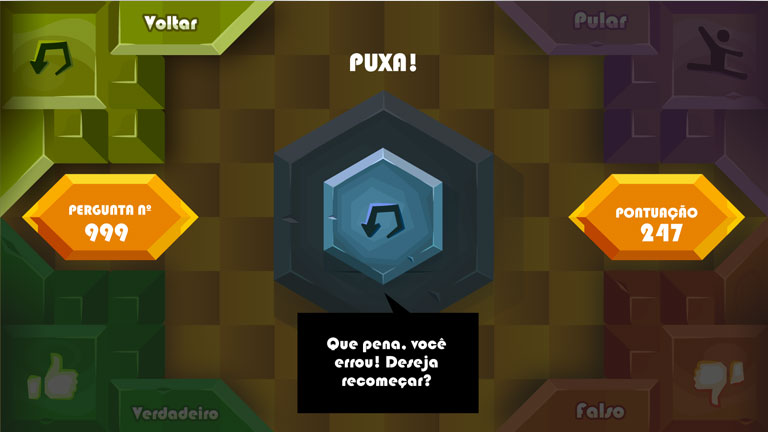 Voltar
Pular
PUXA!
PERGUNTA Nº
999
PONTUAÇÃO
247
Que pena, você
errou! Deseja
recomeçar?
Verdadeiro
Falso